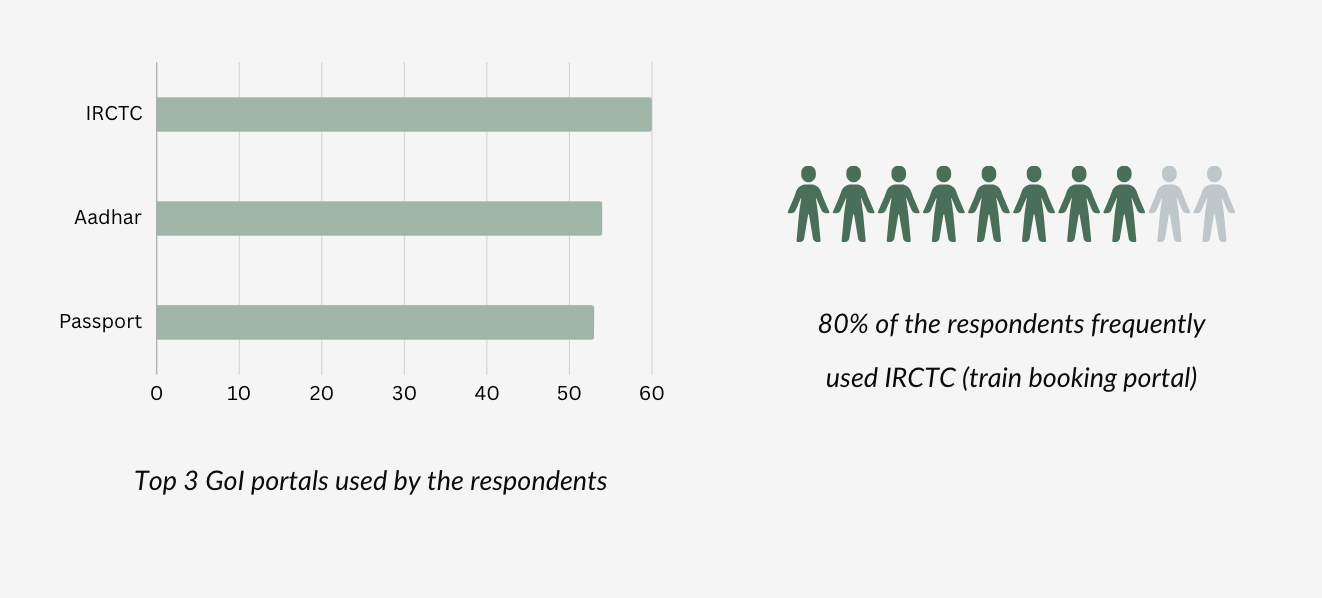 IRCTC
Aadhar
Passport
0 10 20 30 40 50 60
Top 3 GoI portals used by the respondents
80% of the respondents frequently
used IRCTC (train booking portal)